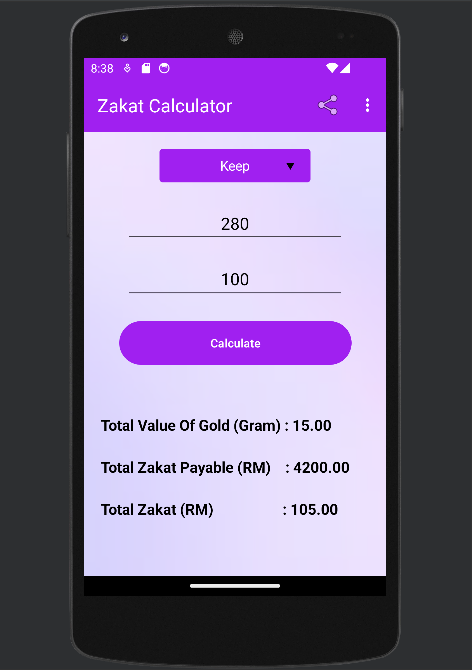 8:38
Zakat Calculator
Keep
280
100
Calculate
Total Value Of Gold (Gram) : 15.00
Total Zakat Payable (RM) : 4200.00
Total Zakat (RM) : 105.00